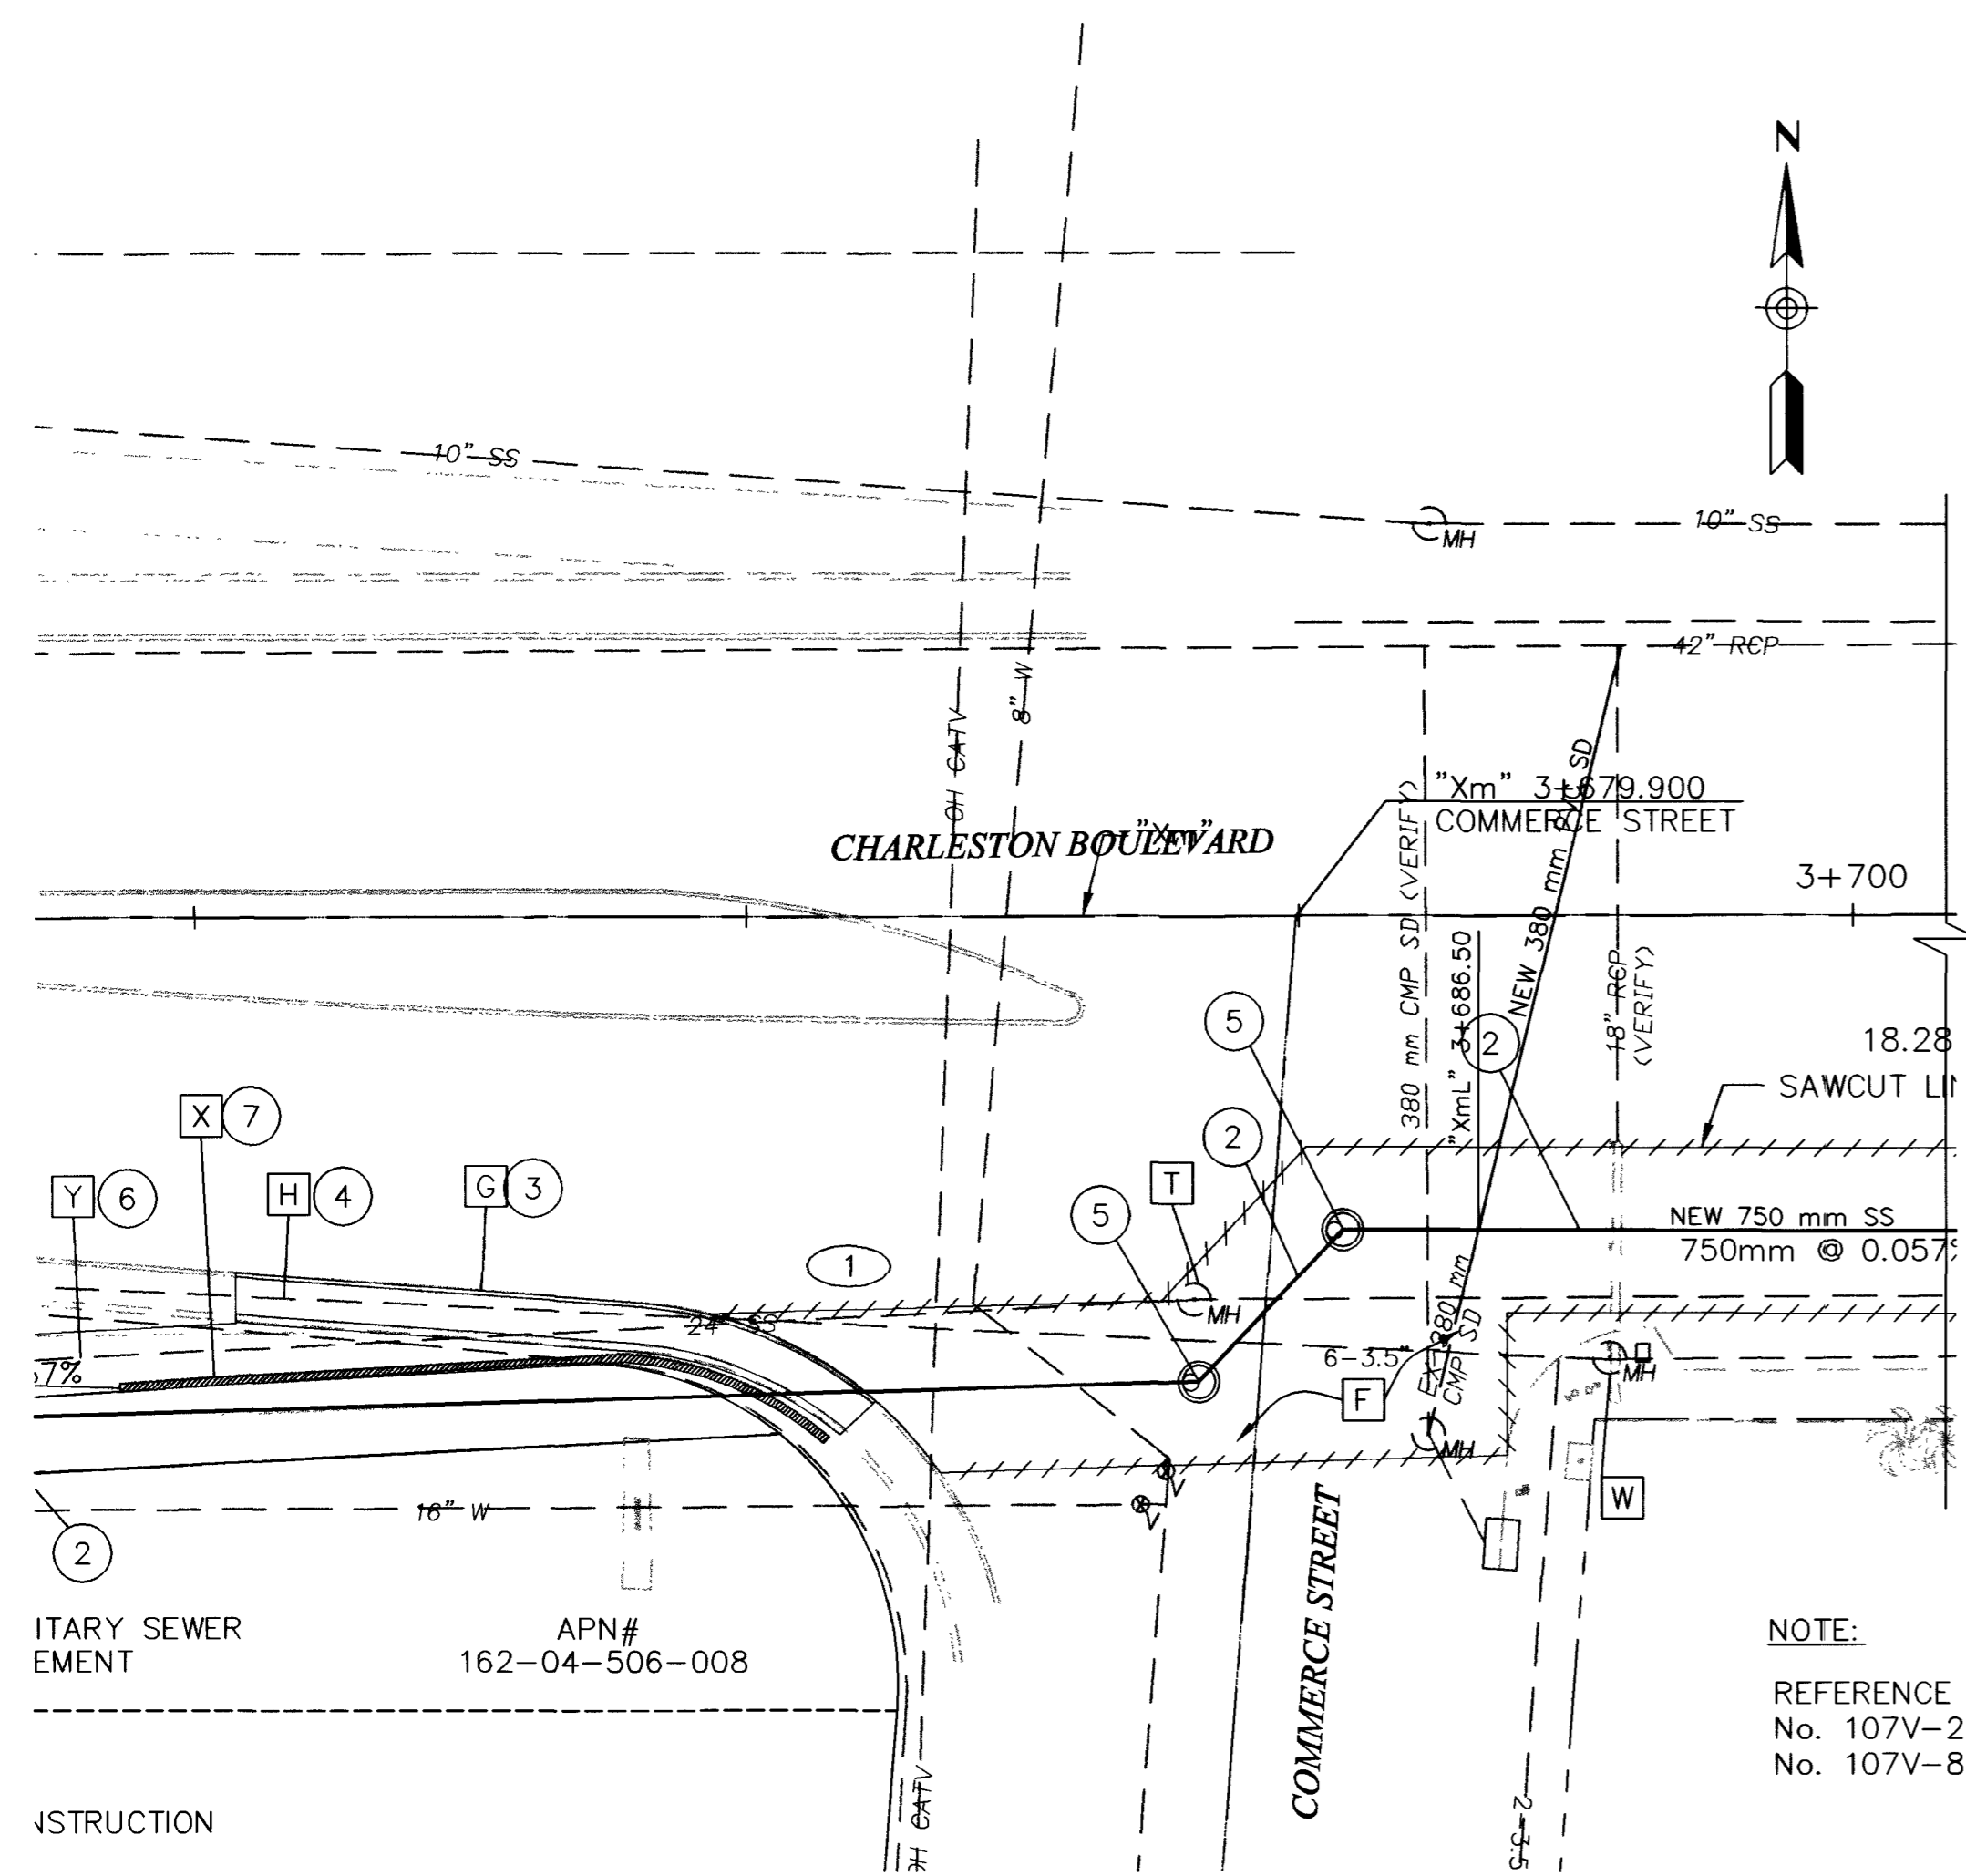 N
10" SS
MH
10" SS
42" RCP
8" W
OH CATV
"Xm" 3+679.900
COMMERCE STREET
CHARLESTON BOULEVARD
"Xm"
3+700
380 mm CMP SD (VERIFY)
"XmL" 3+686.50
NEW 380 mm PVC SD
18" RCP
(VERIFY)
18.28
SAWCUT
5
2
2
X 7
Y 6
H 4
G 3
5
T
1
NEW 750 mm SS
750mm @ 0.057%
24" SS
MH
6-3.5"
EXT 380 mm
CMP SD
F
MH
MH
W
57%
16" W
2
ITARY SEWER
EMENT
APN#
162-04-506-008
COMMERCE STREET
NOTE:
REFERENCE
No. 107V-2
No. 107V-8
2-3.5
OH CATV
NSTRUCTION